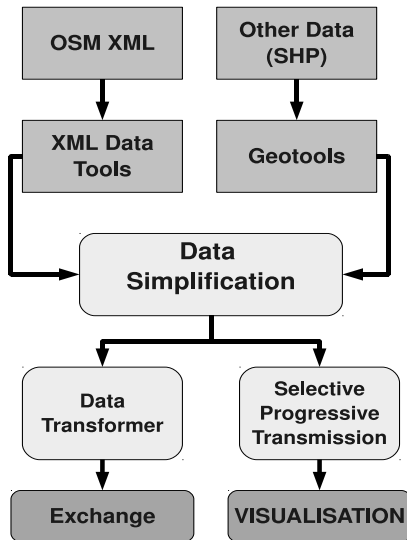 OSM XML
Other Data
(SHP)
XML Data
Tools
Geotools
Data
Simplification
Data
Transformer
Selective
Progressive
Transmission
Exchange
VISUALISATION